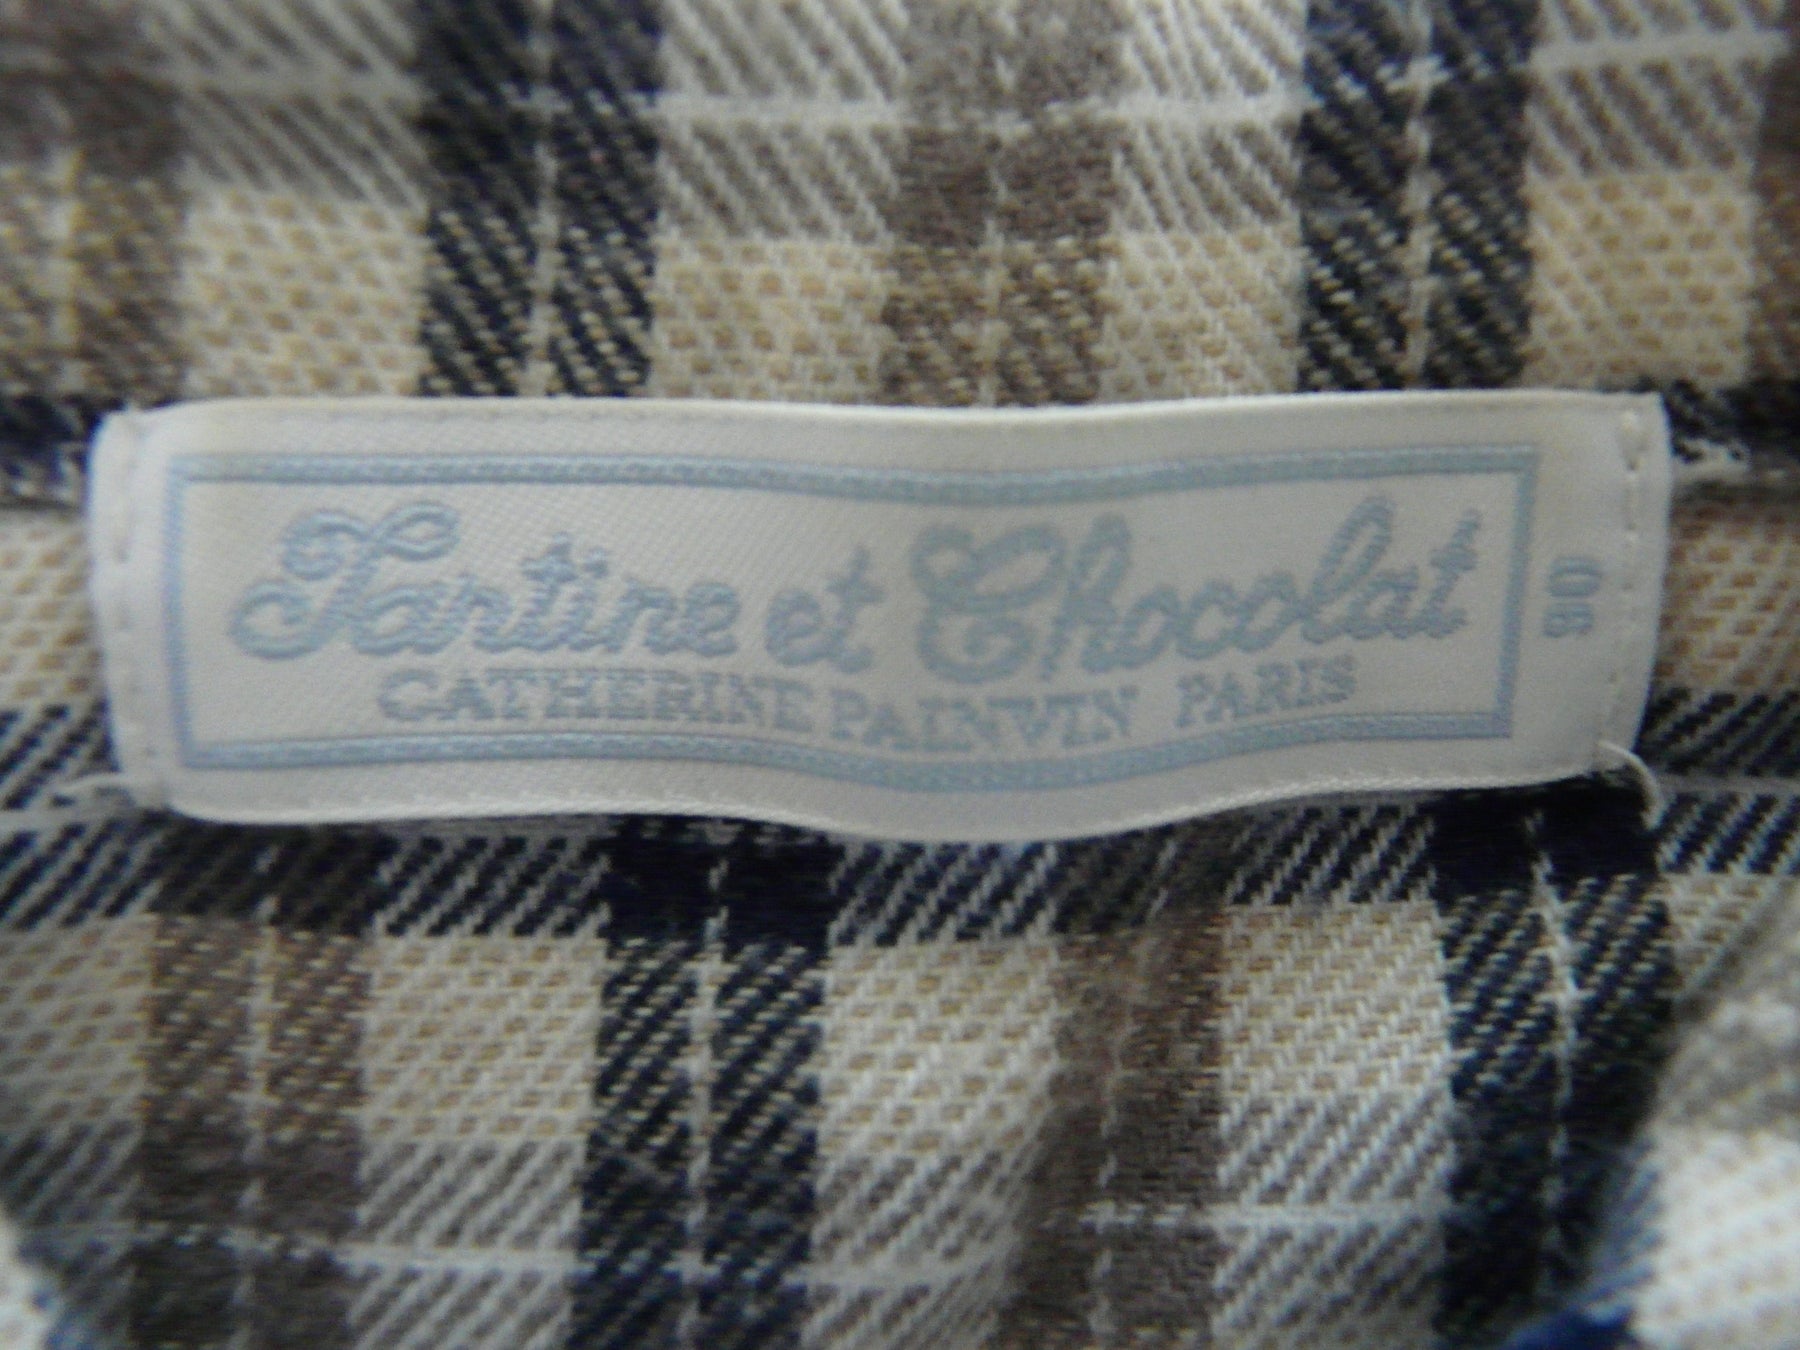 Tartine et Chocolat
CATHERINE PAINVIN PARIS
90